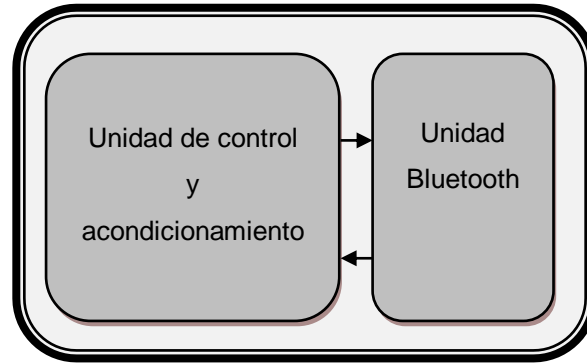 Unidad de control
y
acondicionamiento
Unidad
Bluetooth